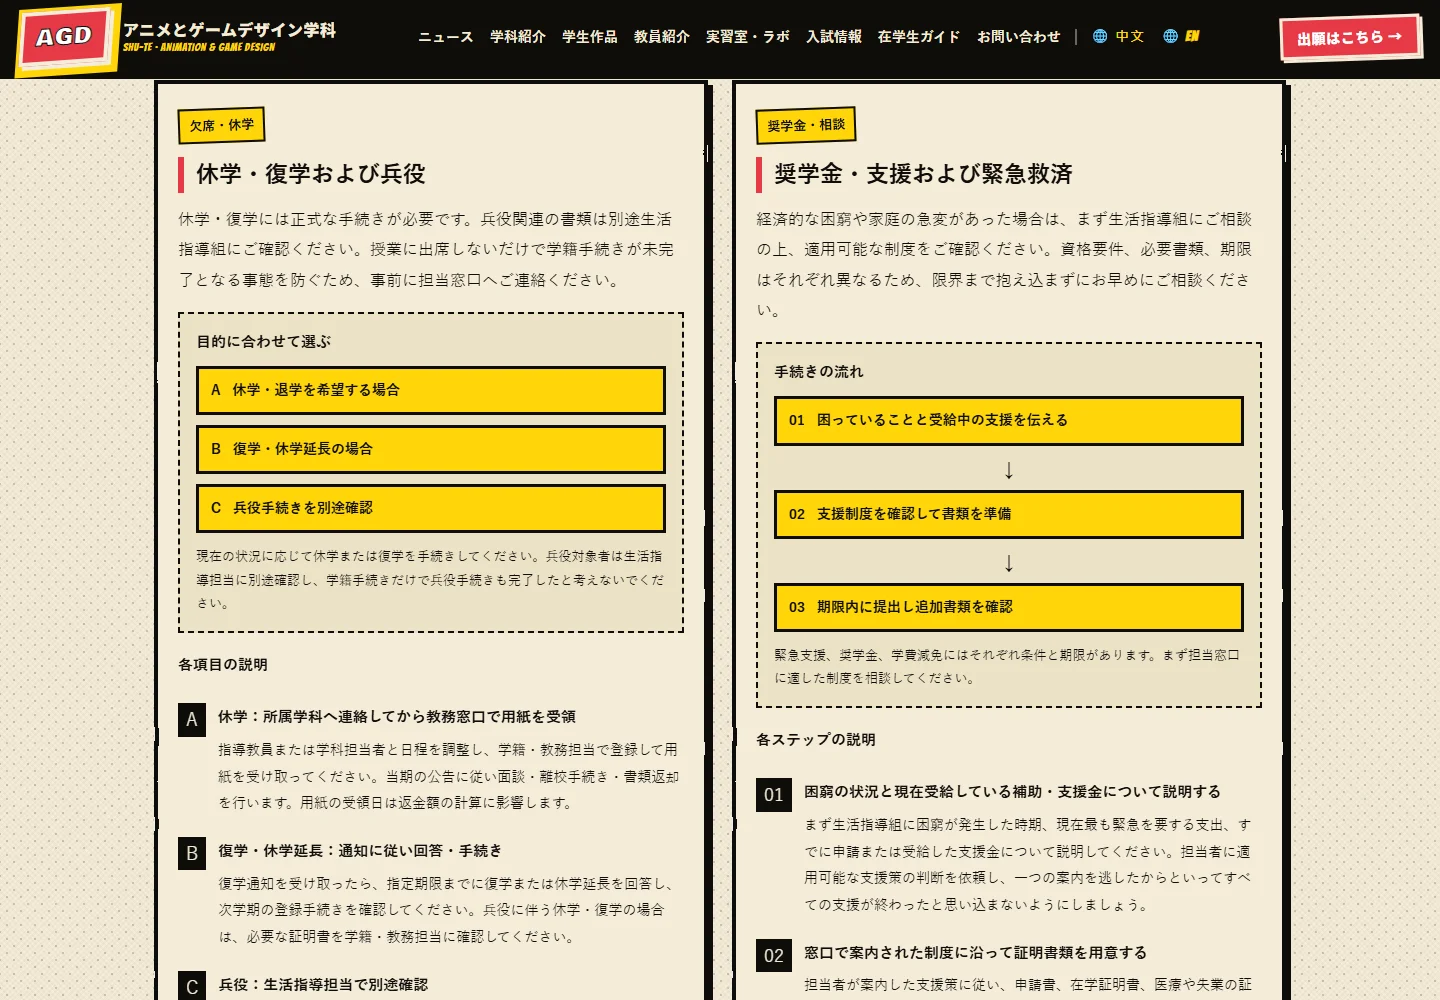 AGD
アニメとゲームデザイン学科
SHU-TE · ANIMATION & GAME DESIGN
ニュース
学科紹介
学生作品
教員紹介
実習室・ラボ
入試情報
在学生ガイド
お問い合わせ
中文
EN
出願はこちら →
欠席・休学
休学・復学および兵役
休学・復学には正式な手続きが必要です。兵役関連の書類は別途生活
指導組にご確認ください。授業に出席しないだけで学籍手続きが未完
了となる事態を防ぐため、事前に担当窓口へご連絡ください。
目的に合わせて選ぶ
A 休学・退学を希望する場合
B 復学・休学延長の場合
C 兵役手続きを別途確認
現在の状況に応じて休学または復学を手続きしてください。兵役対象者は生活指
導担当に別途確認し、学籍手続きだけで兵役手続きも完了したと考えないでくだ
さい。
各項目の説明
A 休学：所属学科へ連絡してから教務窓口で用紙を受領
指導教員または学科担当者と日程を調整し、学籍・教務担当で登録して用
紙を受け取ってください。当期の公告に従い面談・離校手続き・書類返却
を行います。用紙の受領日は返金額の計算に影響します。
B 復学・休学延長：通知に従い回答・手続き
復学通知を受け取ったら、指定期限までに復学または休学延長を回答し、
次学期の登録手続きを確認してください。兵役に伴う休学・復学の場合
は、必要な証明書を学籍・教務担当に確認してください。
C 兵役：生活指導担当で別途確認
奨学金・相談
奨学金・支援および緊急救済
経済的な困窮や家庭の急変があった場合は、まず生活指導組にご相談
の上、適用可能な制度をご確認ください。資格要件、必要書類、期限
はそれぞれ異なるため、限界まで抱え込まずにお早めにご相談くださ
い。
手続きの流れ
01 困っていることと受給中の支援を伝える
↓
02 支援制度を確認して書類を準備
↓
03 期限内に提出し追加書類を確認
緊急支援、奨学金、学費減免にはそれぞれ条件と期限があります。まず担当窓口
に適した制度を相談してください。
各ステップの説明
01 困窮の状況と現在受給している補助・支援金について説明する
まず生活指導組に困窮が発生した時期、現在最も緊急を要する支出、す
でに申請または受給した支援金について説明してください。担当者に適
用可能な支援策の判断を依頼し、一つの案内を逃したからといってすべ
ての支援が終わったと思い込まないようにしましょう。
02 窓口で案内された制度に沿って証明書類を用意する
担当者が案内した支援策に従い、申請書、在学証明書、医療や失業の証